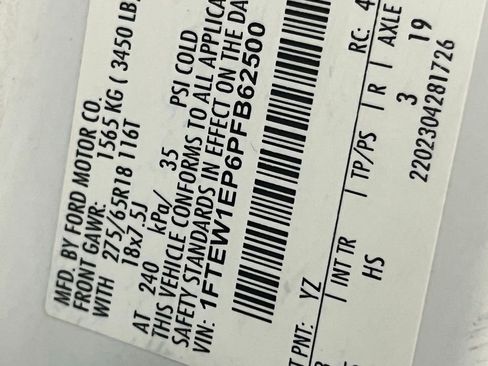 MFD. BY FORD MOTOR CO.
FRONT GAWR: 1565 KG ( 3450 LB)
WITH 275/65R18 116T
18x7.5J
AT 240 kPa/ 35 PSI COLD
THIS VEHICLE CONFORMS TO ALL APPLICA
SAFETY STANDARDS IN EFFECT ON THE DA
VIN: 1FTEW1EP6PFB62500
T PNT: YZ RC: 4
INT TR TP/PS R AXLE
HS 3 19
2202304281726